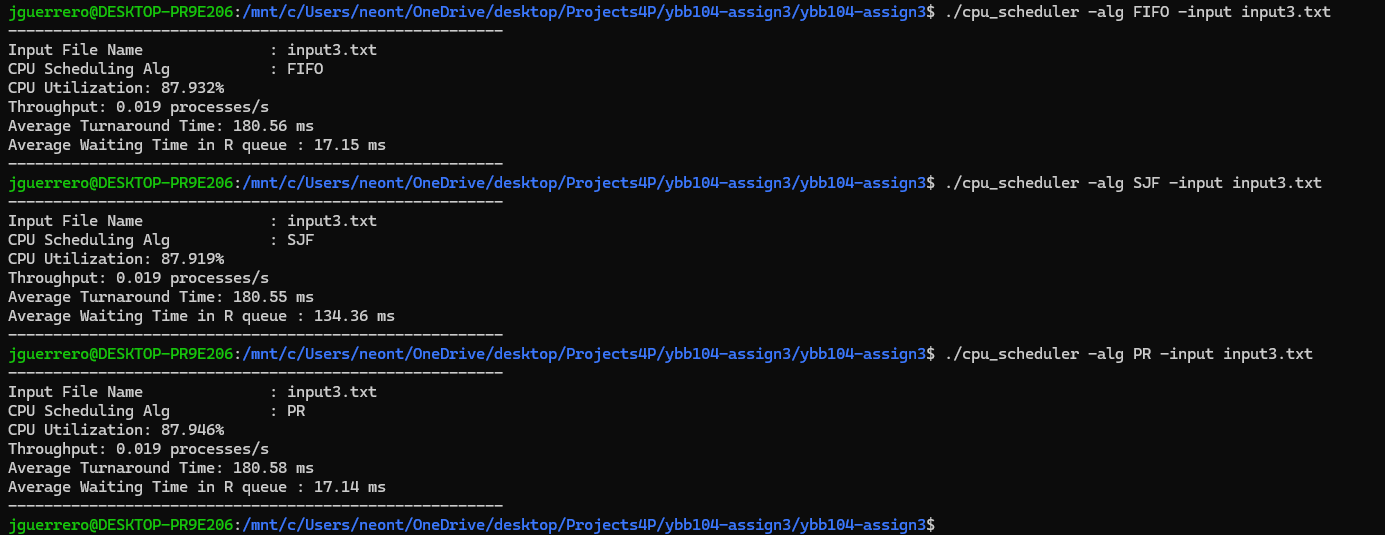 jguerrero@DESKTOP-PR9E206:/mnt/c/Users/neont/OneDrive/desktop/Projects4P/ybb104-assign3/ybb104-assign3$ ./cpu_scheduler -alg FIFO -input input3.txt
-------------------------------------------------------
Input File Name              : input3.txt
CPU Scheduling Alg           : FIFO
CPU Utilization: 87.932%
Throughput: 0.019 processes/s
Average Turnaround Time: 180.56 ms
Average Waiting Time in R queue : 17.15 ms
-------------------------------------------------------
jguerrero@DESKTOP-PR9E206:/mnt/c/Users/neont/OneDrive/desktop/Projects4P/ybb104-assign3/ybb104-assign3$ ./cpu_scheduler -alg SJF -input input3.txt
-------------------------------------------------------
Input File Name              : input3.txt
CPU Scheduling Alg           : SJF
CPU Utilization: 87.919%
Throughput: 0.019 processes/s
Average Turnaround Time: 180.55 ms
Average Waiting Time in R queue : 134.36 ms
-------------------------------------------------------
jguerrero@DESKTOP-PR9E206:/mnt/c/Users/neont/OneDrive/desktop/Projects4P/ybb104-assign3/ybb104-assign3$ ./cpu_scheduler -alg PR -input input3.txt
-------------------------------------------------------
Input File Name              : input3.txt
CPU Scheduling Alg           : PR
CPU Utilization: 87.946%
Throughput: 0.019 processes/s
Average Turnaround Time: 180.58 ms
Average Waiting Time in R queue : 17.14 ms
-------------------------------------------------------
jguerrero@DESKTOP-PR9E206:/mnt/c/Users/neont/OneDrive/desktop/Projects4P/ybb104-assign3/ybb104-assign3$